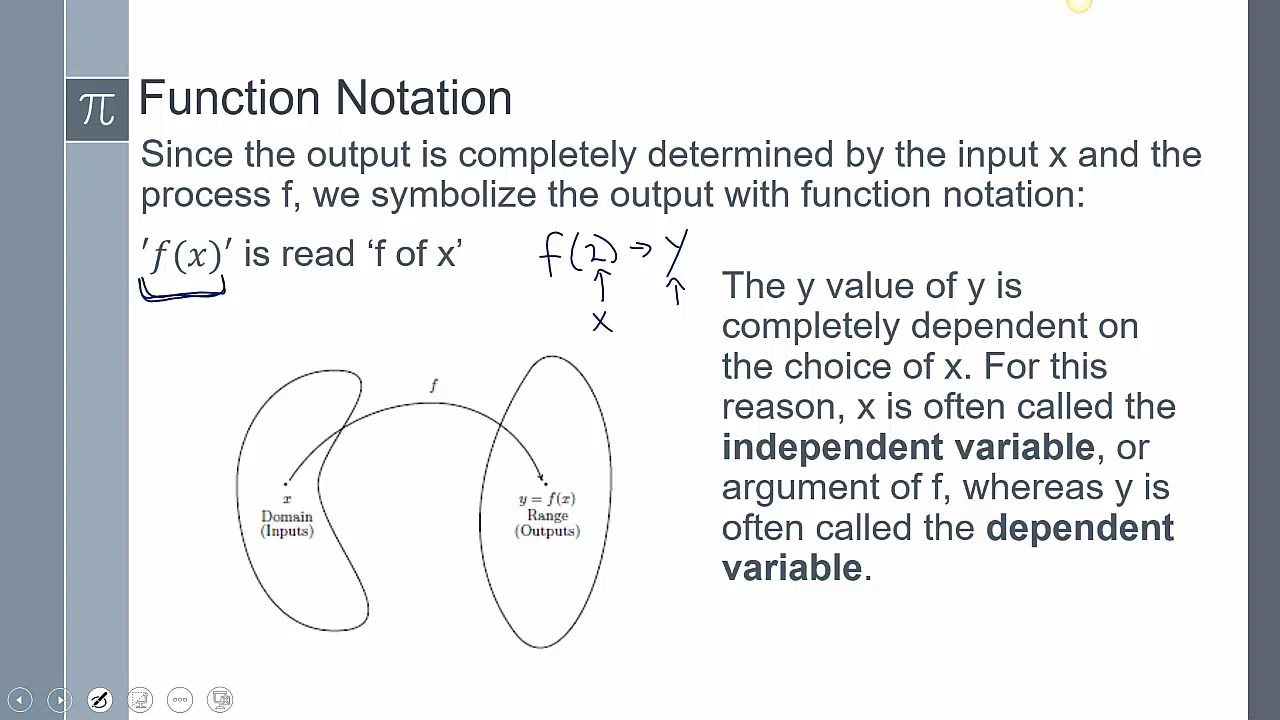 π
Function Notation
Since the output is completely determined by the input x and the
process f, we symbolize the output with function notation:
'f(x)' is read ‘f of x’
f(2) → y
↑ ↑
x
The y value of y is
completely dependent on
the choice of x. For this
reason, x is often called the
independent variable, or
argument of f, whereas y is
often called the dependent
variable.
f
x
Domain
(Inputs)
y = f(x)
Range
(Outputs)